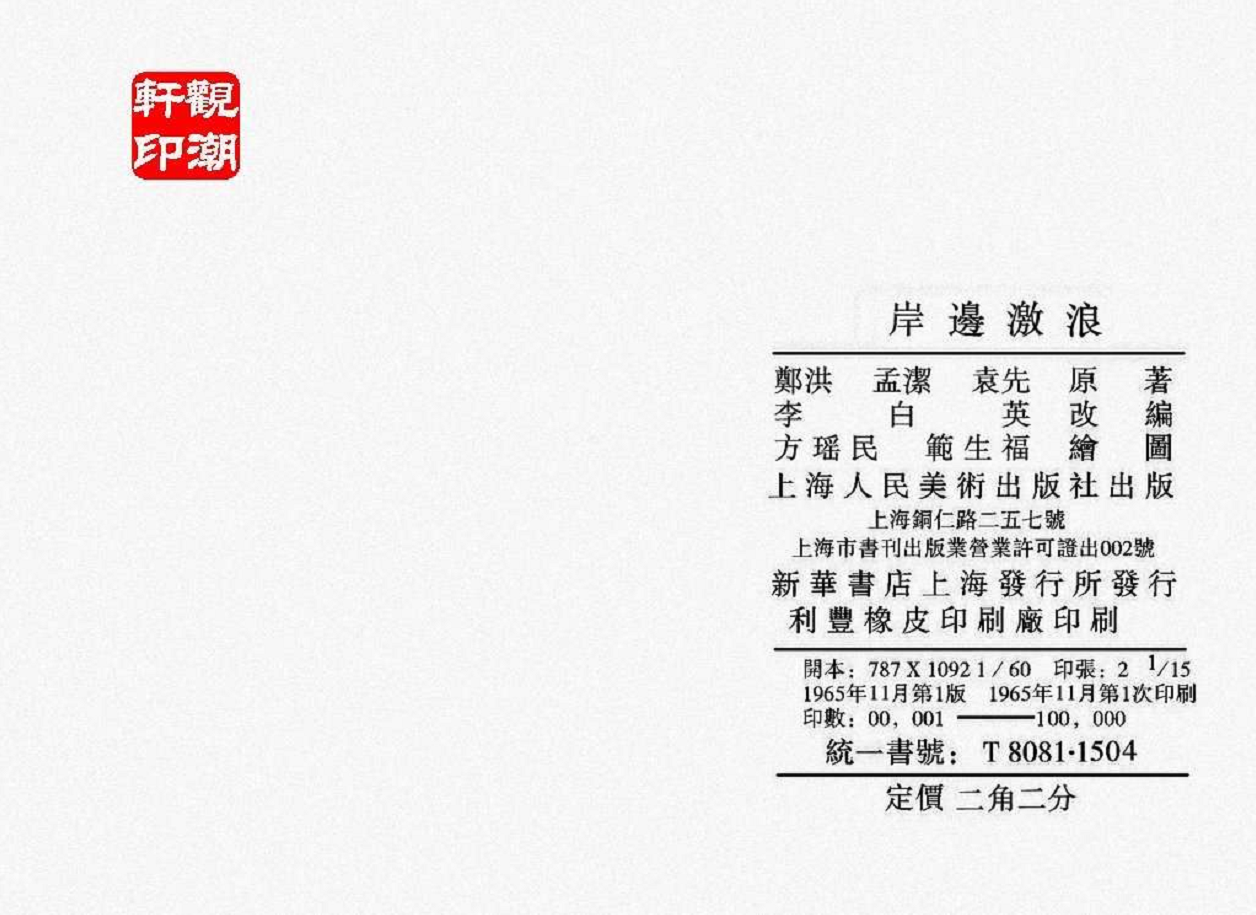 觀潮
軒印
岸邊激浪
鄭洪 孟潔 袁先 原著
李白英 改編
方瑶民 範生福 繪圖
上海人民美術出版社出版
上海銅仁路二五七號
上海市書刊出版業營業許可證出002號
新華書店上海發行所發行
利豐橡皮印刷廠印刷
開本：787 X 1092 1/60 印張：2 1/15
1965年11月第1版 1965年11月第1次印刷
印數：00，001 ——100，000
統一書號：T 8081·1504
定價 二角二分